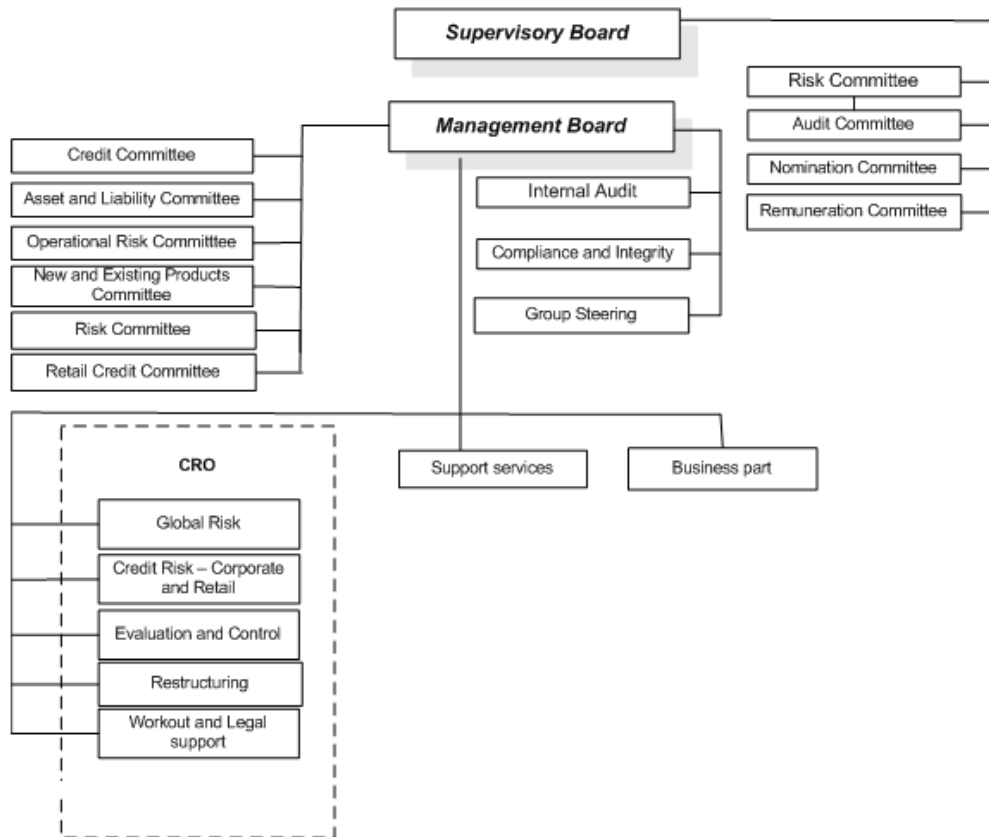 Supervisory Board
Risk Committee
Management Board
Audit Committee
Credit Committee
Nomination Committee
Asset and Liability Committee
Internal Audit
Remuneration Committee
Operational Risk Committtee
Compliance and Integrity
New and Existing Products
Committee
Group Steering
Risk Committee
Retail Credit Committee
CRO
Support services
Business part
Global Risk
Credit Risk – Corporate
and Retail
Evaluation and Control
Restructuring
Workout and Legal
support